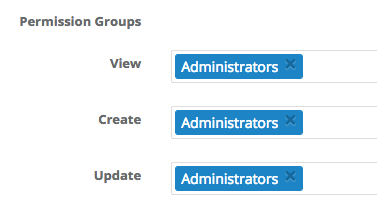 Permission Groups
View Administrators ×
Create Administrators ×
Update Administrators ×